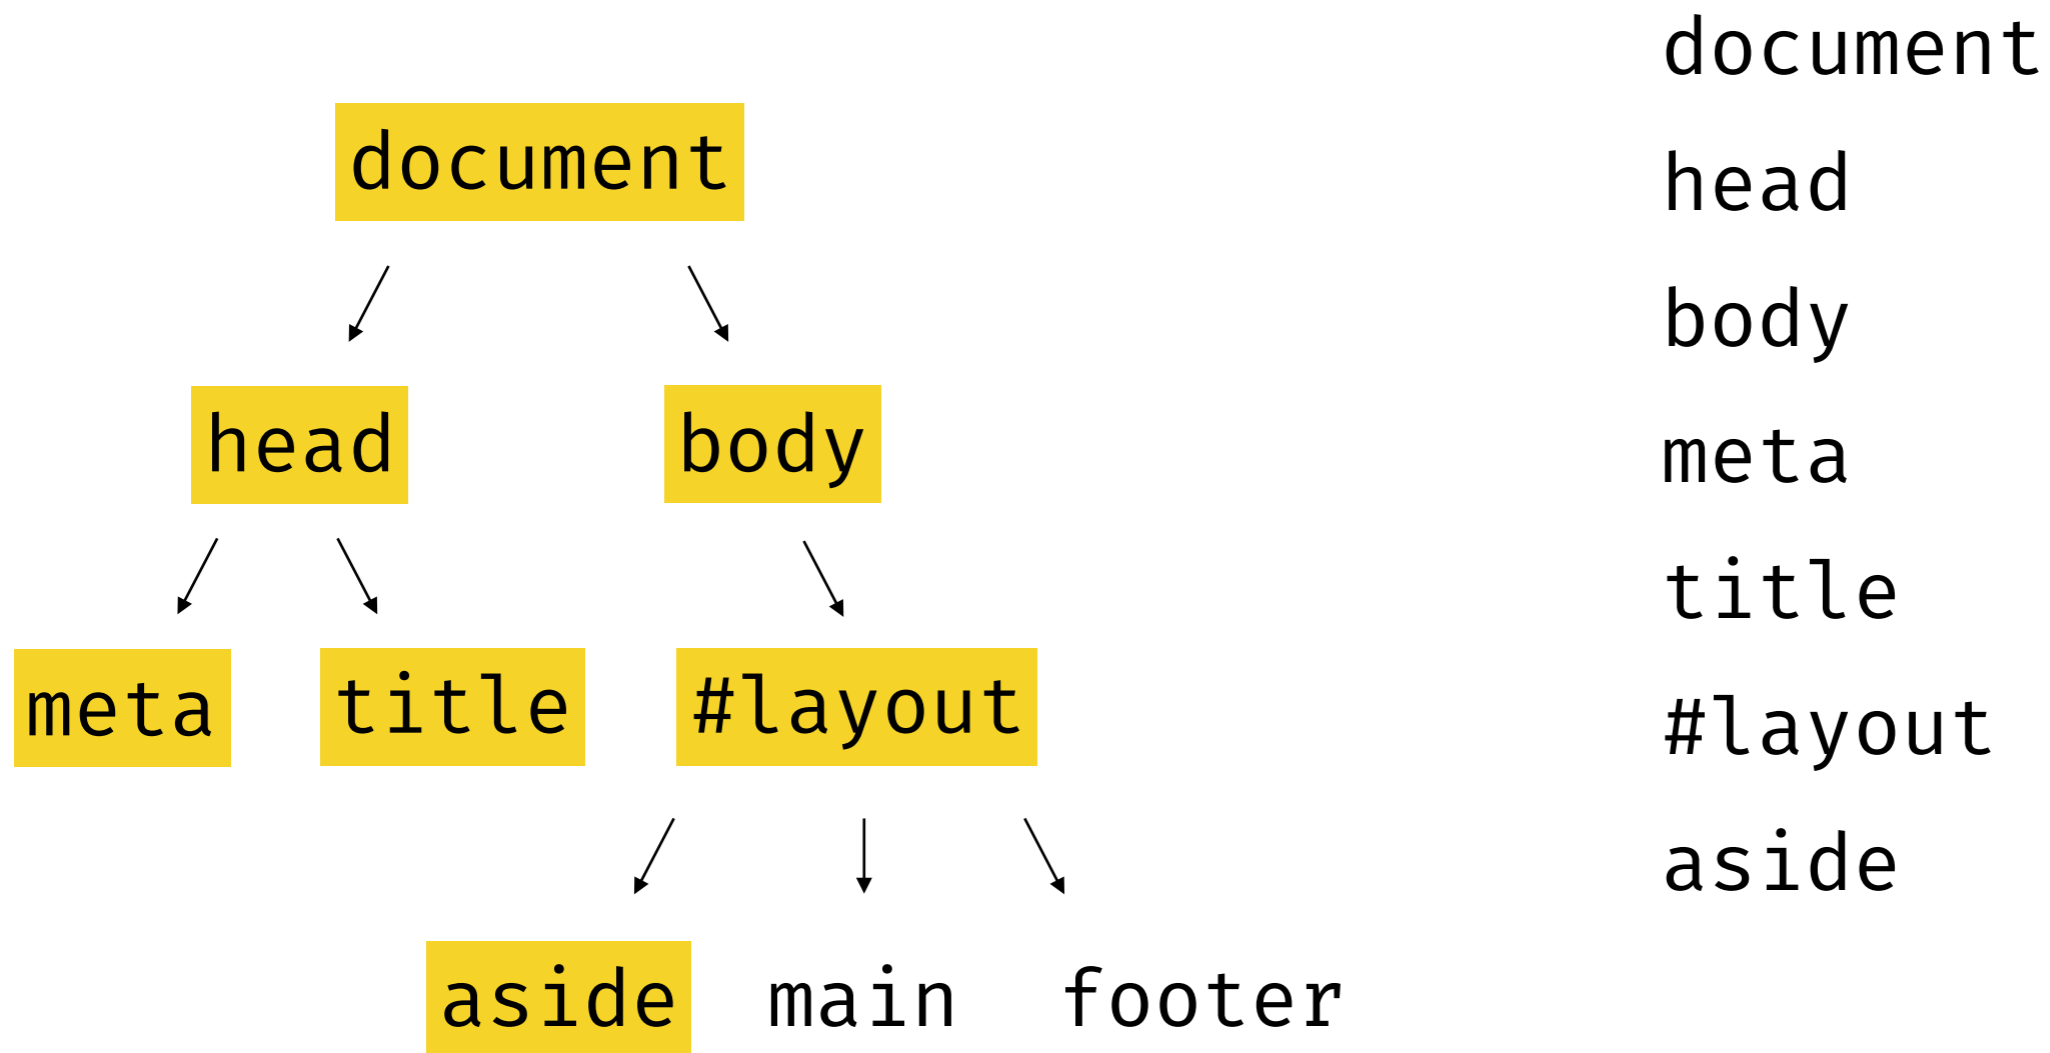 document
head body
meta title #layout
aside main footer
document
head
body
meta
title
#layout
aside